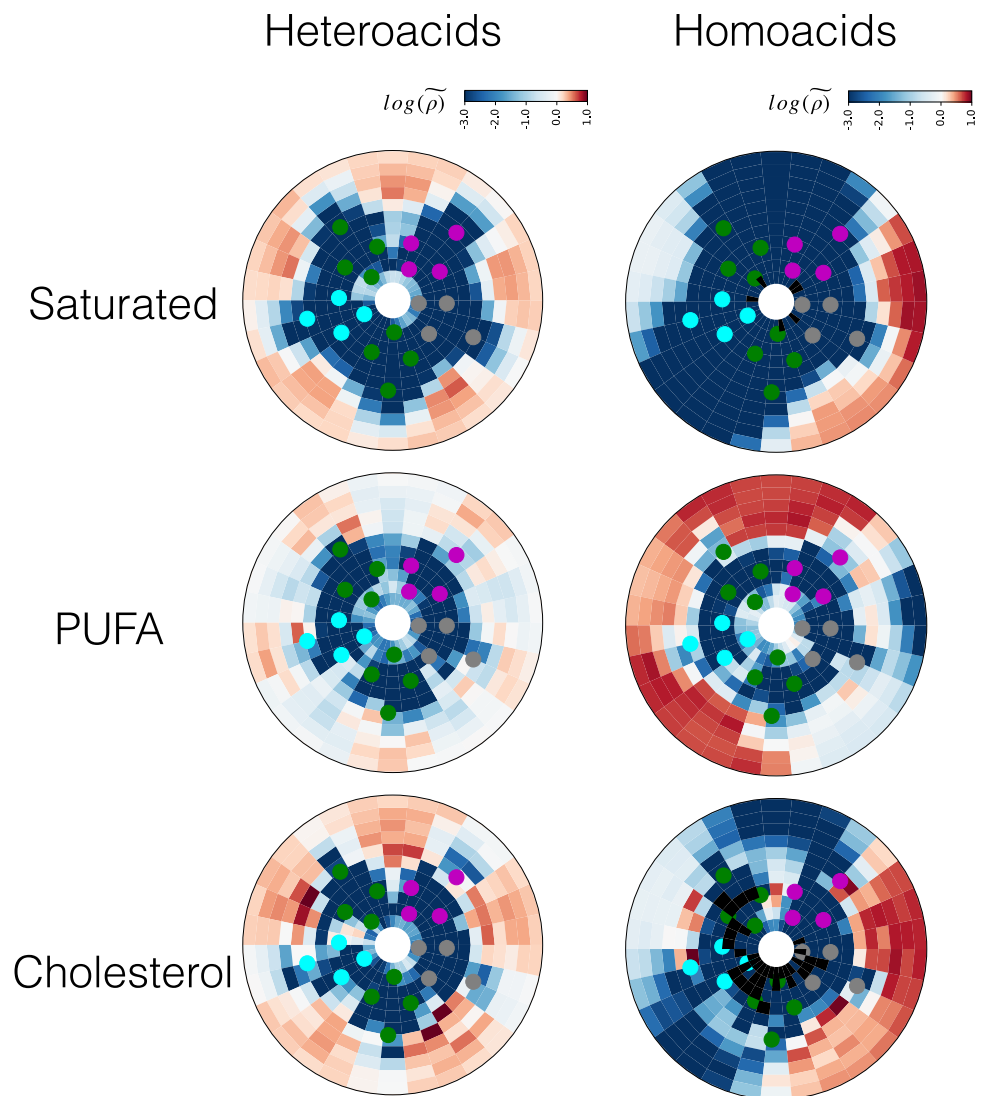 Heteroacids Homoacids
log(ρ̃) -3.0 -2.0 -1.0 0.0 1.0 log(ρ̃) -3.0 -2.0 -1.0 0.0 1.0
Saturated
PUFA
Cholesterol